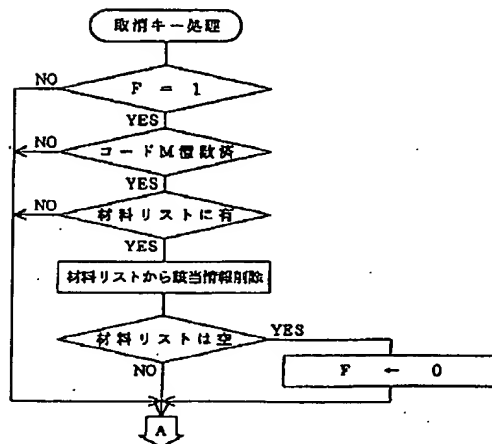 取消キー処理
NO
F = 1
YES
NO
コードM置数済
YES
NO
材料リストに有
YES
材料リストから該当情報削除
材料リストは空
YES
NO
F ← 0
A